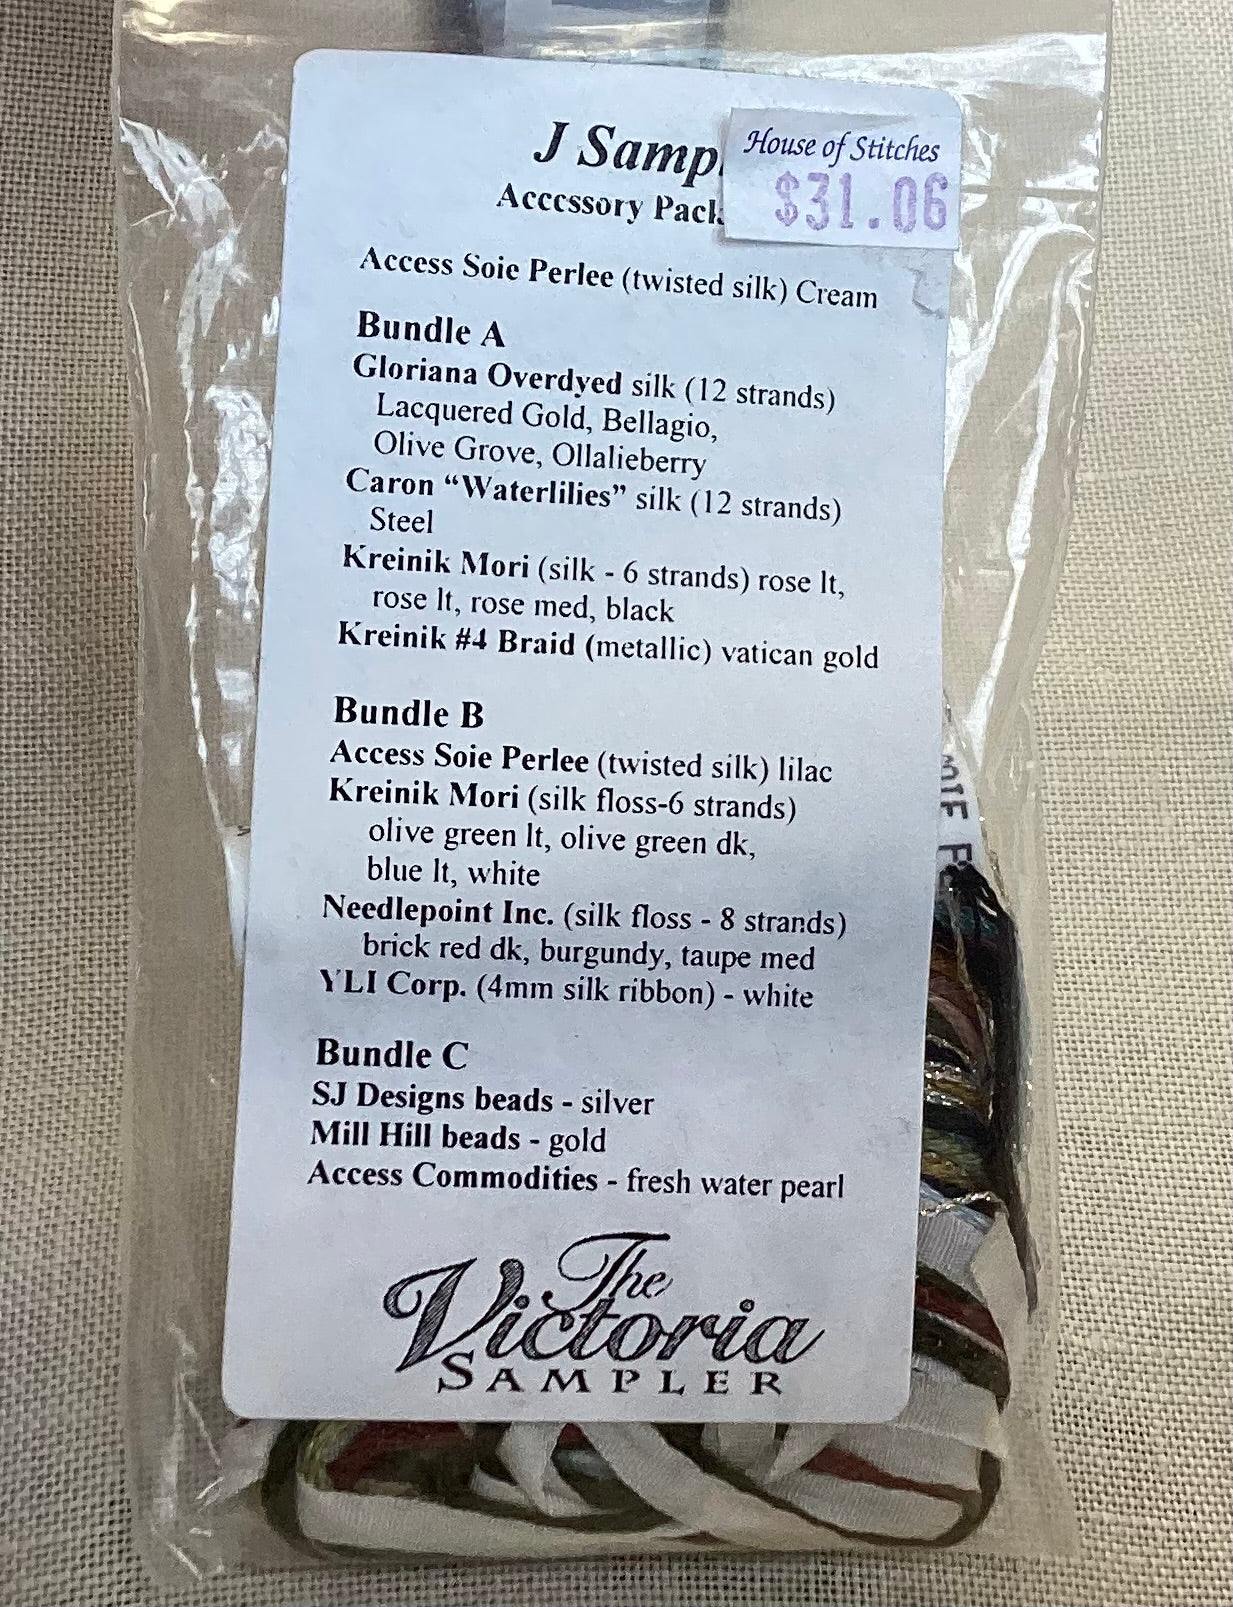 J Samp
House of Stitches
$31.06
Accessory Pack
Access Soie Perlee (twisted silk) Cream
Bundle A
Gloriana Overdyed silk (12 strands)
Lacquered Gold, Bellagio,
Olive Grove, Ollalieberry
Caron “Waterlilies” silk (12 strands)
Steel
Kreinik Mori (silk - 6 strands) rose lt,
rose lt, rose med, black
Kreinik #4 Braid (metallic) vatican gold
Bundle B
Access Soie Perlee (twisted silk) lilac
Kreinik Mori (silk floss-6 strands)
olive green lt, olive green dk,
blue lt, white
Needlepoint Inc. (silk floss - 8 strands)
brick red dk, burgundy, taupe med
YLI Corp. (4mm silk ribbon) - white
Bundle C
SJ Designs beads - silver
Mill Hill beads - gold
Access Commodities - fresh water pearl
The
Victoria
SAMPLER